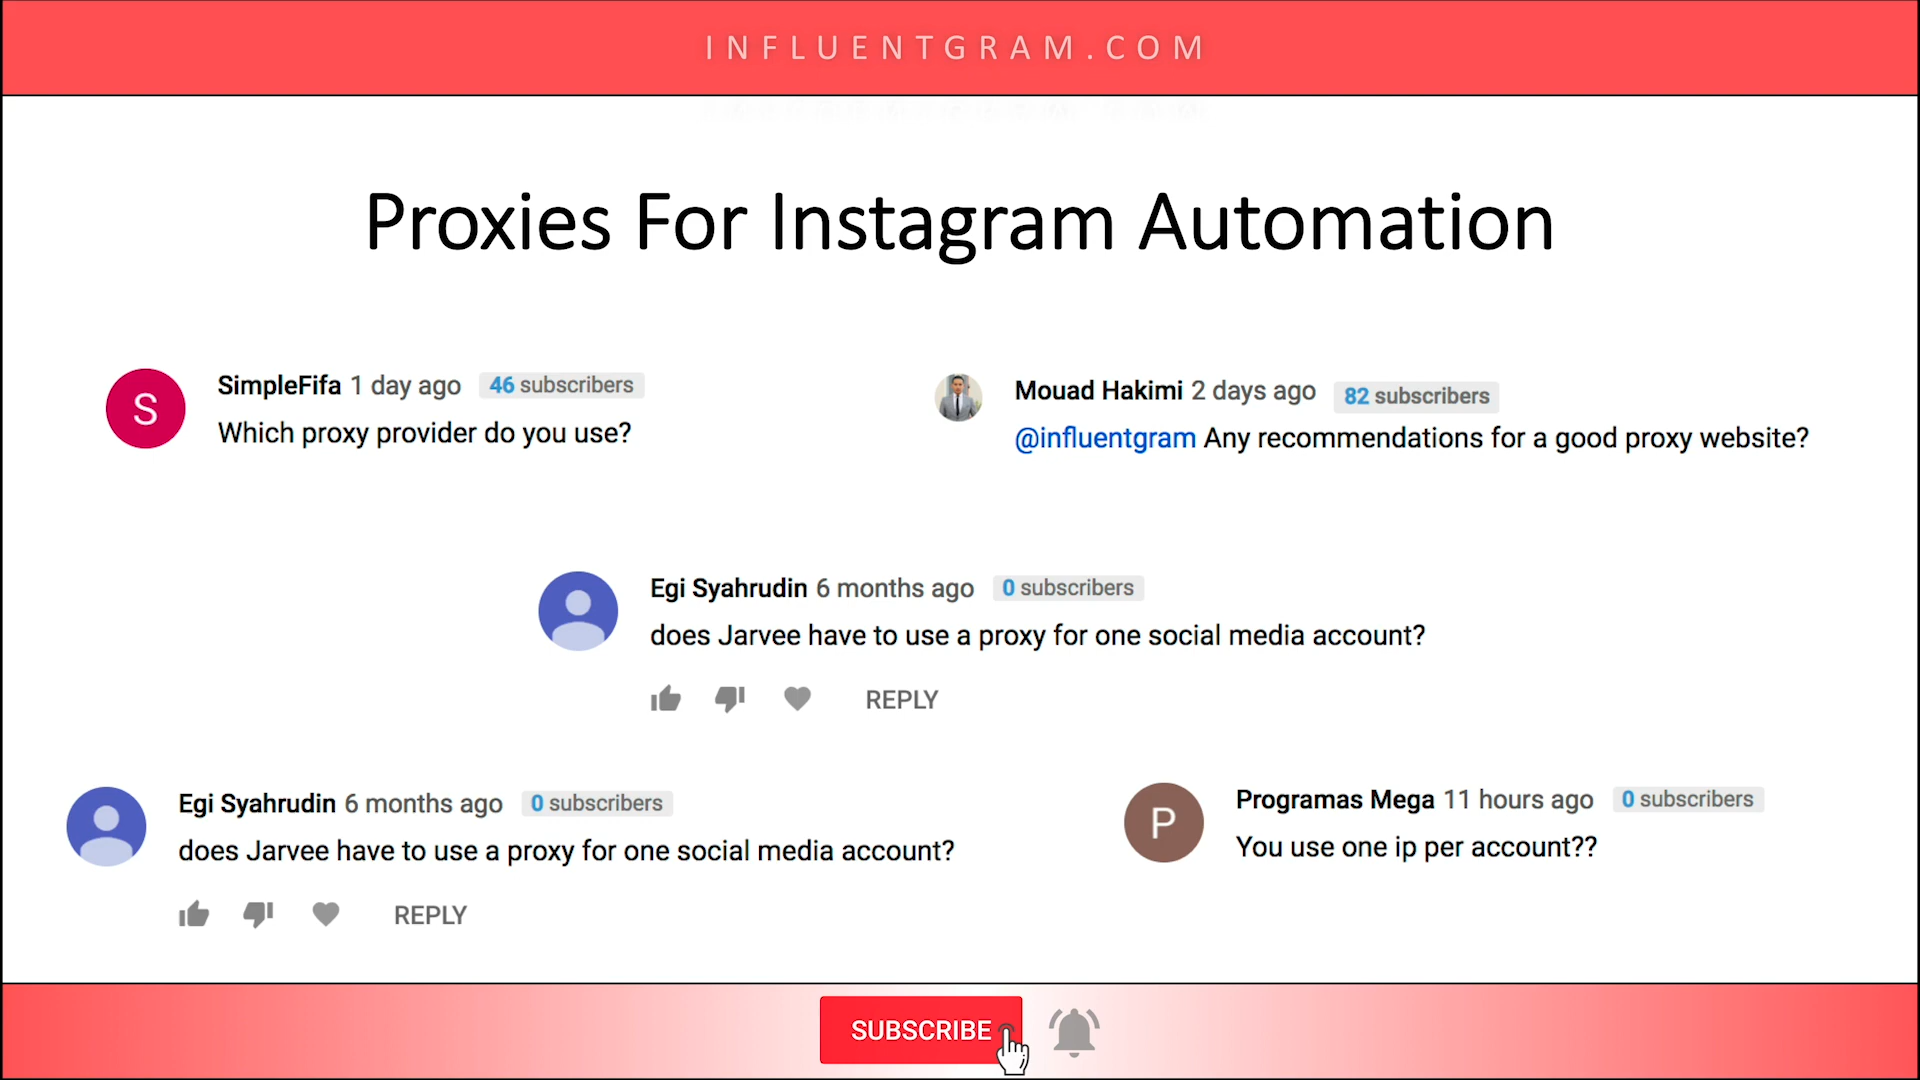 INFLUENTGRAM.COM
Proxies For Instagram Automation
S
SimpleFifa 1 day ago 46 subscribers
Which proxy provider do you use?
Mouad Hakimi 2 days ago 82 subscribers
@influentgram Any recommendations for a good proxy website?
Egi Syahrudin 6 months ago 0 subscribers
does Jarvee have to use a proxy for one social media account?
REPLY
Egi Syahrudin 6 months ago 0 subscribers
does Jarvee have to use a proxy for one social media account?
REPLY
P
Programas Mega 11 hours ago 0 subscribers
You use one ip per account??
SUBSCRIBE